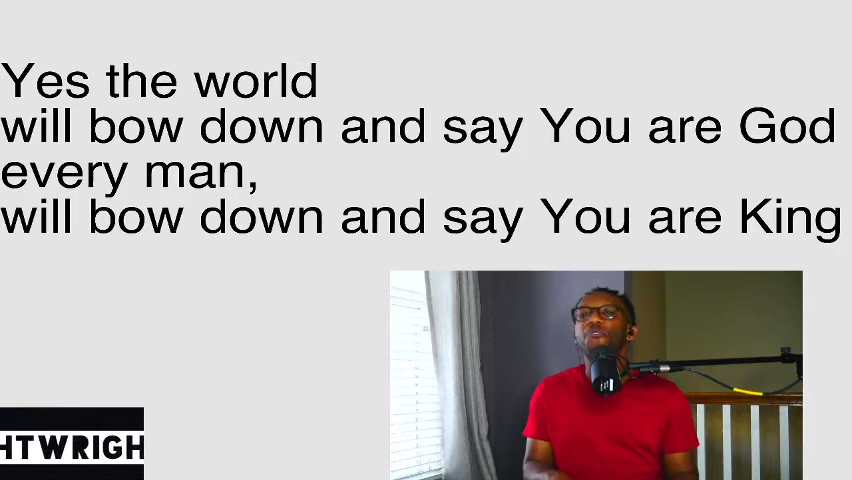 Yes the world
will bow down and say You are God
every man,
will bow down and say You are King
HTWRIGH